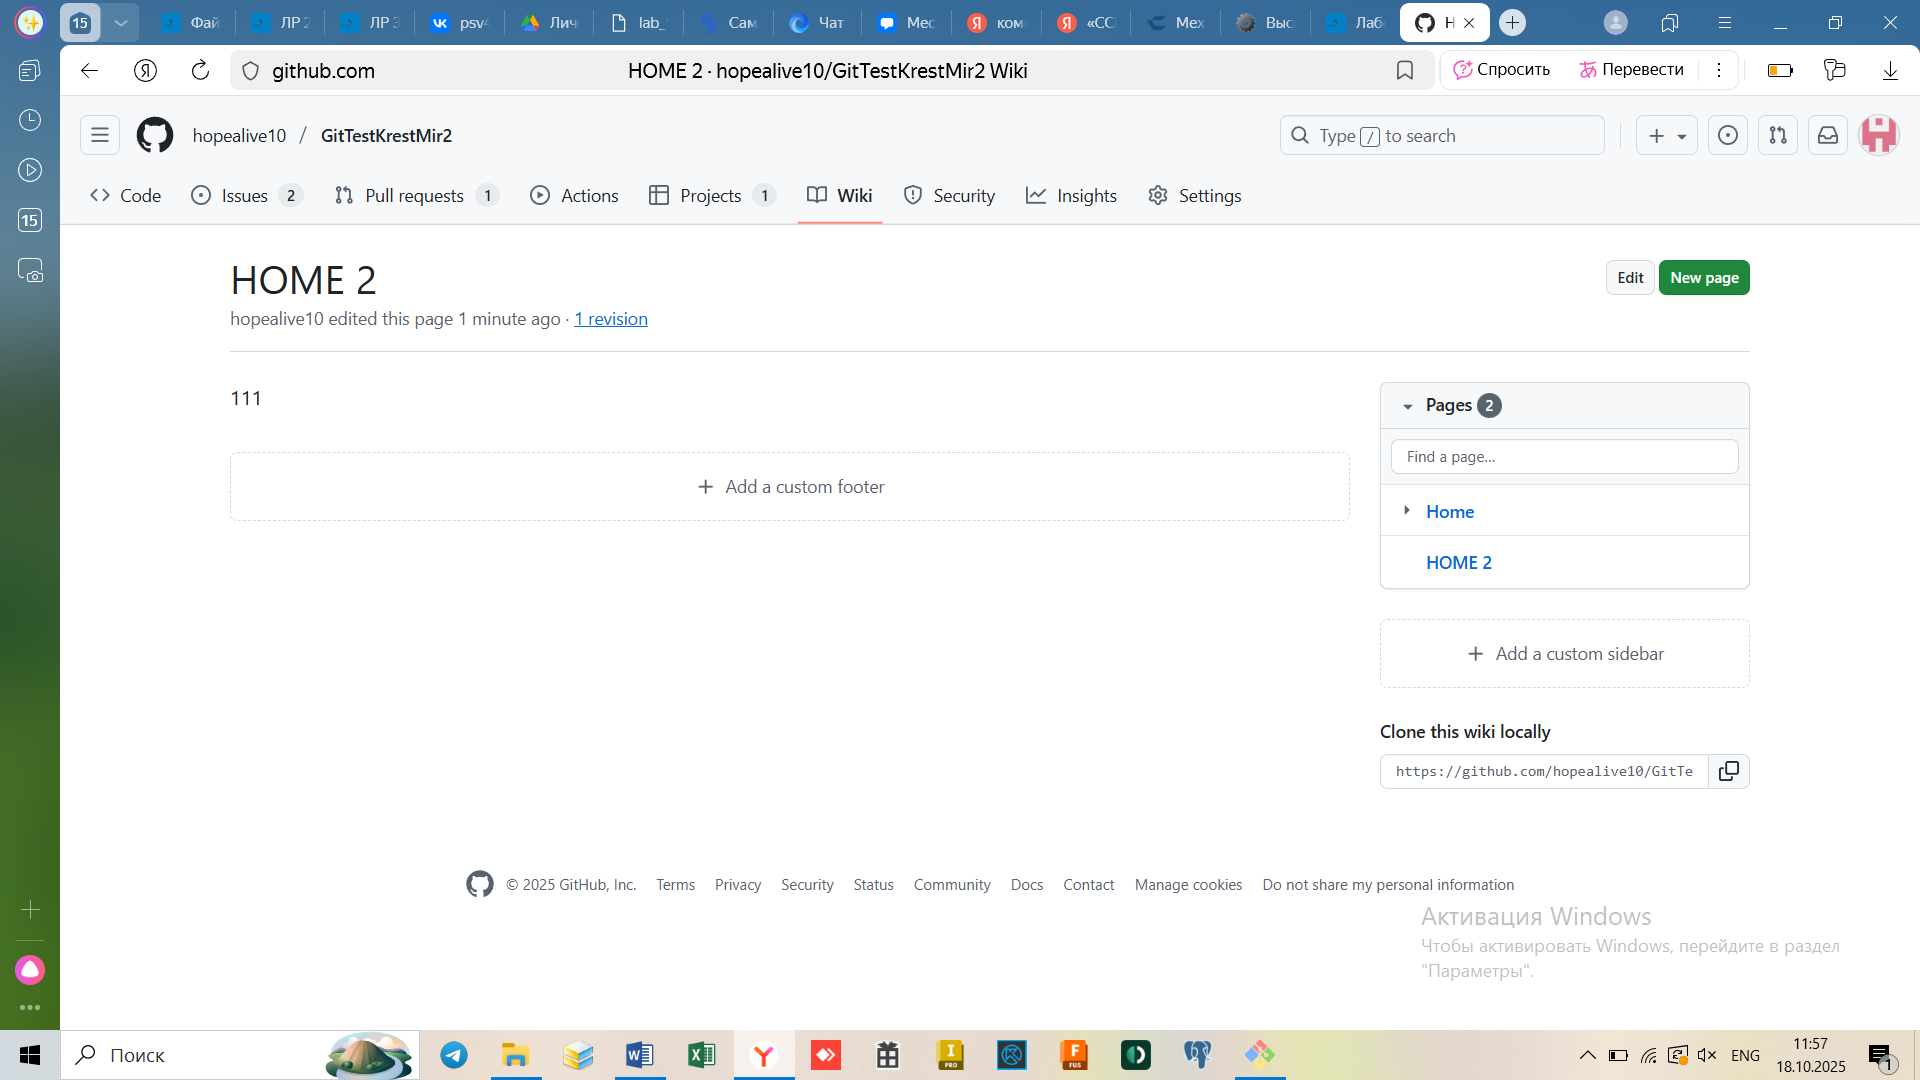 15
Фай
ЛР 2
ЛР 3
psv4
Личн
lab_
Сам
Чат
Мес
ком
«СС
Мех
Выс
Лаб
H
github.com
HOME 2 · hopealive10/GitTestKrestMir2 Wiki
Спросить
Перевести
hopealive10 / GitTestKrestMir2
Type / to search
Code
Issues 2
Pull requests 1
Actions
Projects 1
Wiki
Security
Insights
Settings
15
HOME 2
Edit
New page
hopealive10 edited this page 1 minute ago · 1 revision
111
Pages 2
Find a page...
Home
HOME 2
Add a custom footer
Add a custom sidebar
Clone this wiki locally
https://github.com/hopealive10/GitTe
© 2025 GitHub, Inc. Terms Privacy Security Status Community Docs Contact Manage cookies Do not share my personal information
Активация Windows
Чтобы активировать Windows, перейдите в раздел
"Параметры".
Поиск
ENG
11:57
18.10.2025
1